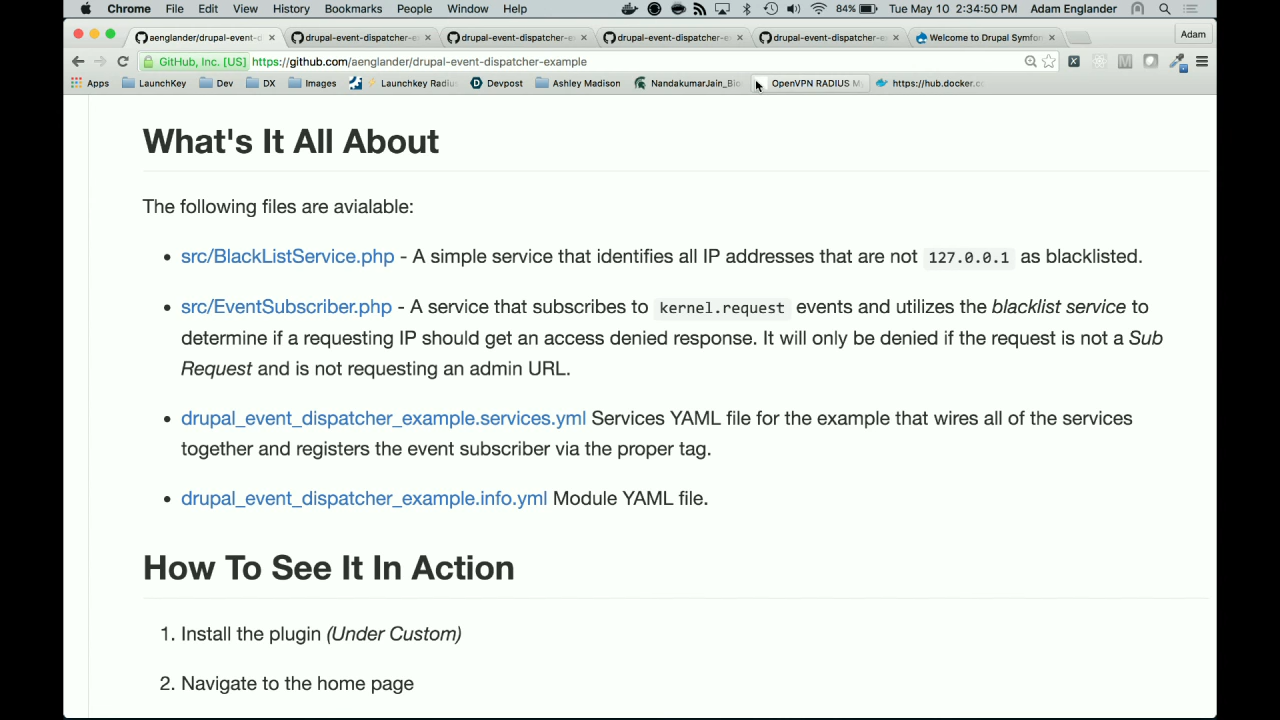 Chrome File Edit View History Bookmarks People Window Help 84% Tue May 10 2:34:50 PM Adam Englander
aenglander/drupal-event-d drupal-event-dispatcher-e drupal-event-dispatcher-e drupal-event-dispatcher-e drupal-event-dispatcher-e Welcome to Drupal Symfon Adam
GitHub, Inc. [US] https://github.com/aenglander/drupal-event-dispatcher-example
Apps LaunchKey Dev DX Images Launchkey Radiu Devpost Ashley Madison NandakumarJain_Bio OpenVPN RADIUS M https://hub.docker.co
What's It All About
The following files are avialable:
• src/BlackListService.php - A simple service that identifies all IP addresses that are not 127.0.0.1 as blacklisted.
• src/EventSubscriber.php - A service that subscribes to kernel.request events and utilizes the blacklist service to
determine if a requesting IP should get an access denied response. It will only be denied if the request is not a Sub
Request and is not requesting an admin URL.
• drupal_event_dispatcher_example.services.yml Services YAML file for the example that wires all of the services
together and registers the event subscriber via the proper tag.
• drupal_event_dispatcher_example.info.yml Module YAML file.
How To See It In Action
1. Install the plugin (Under Custom)
2. Navigate to the home page